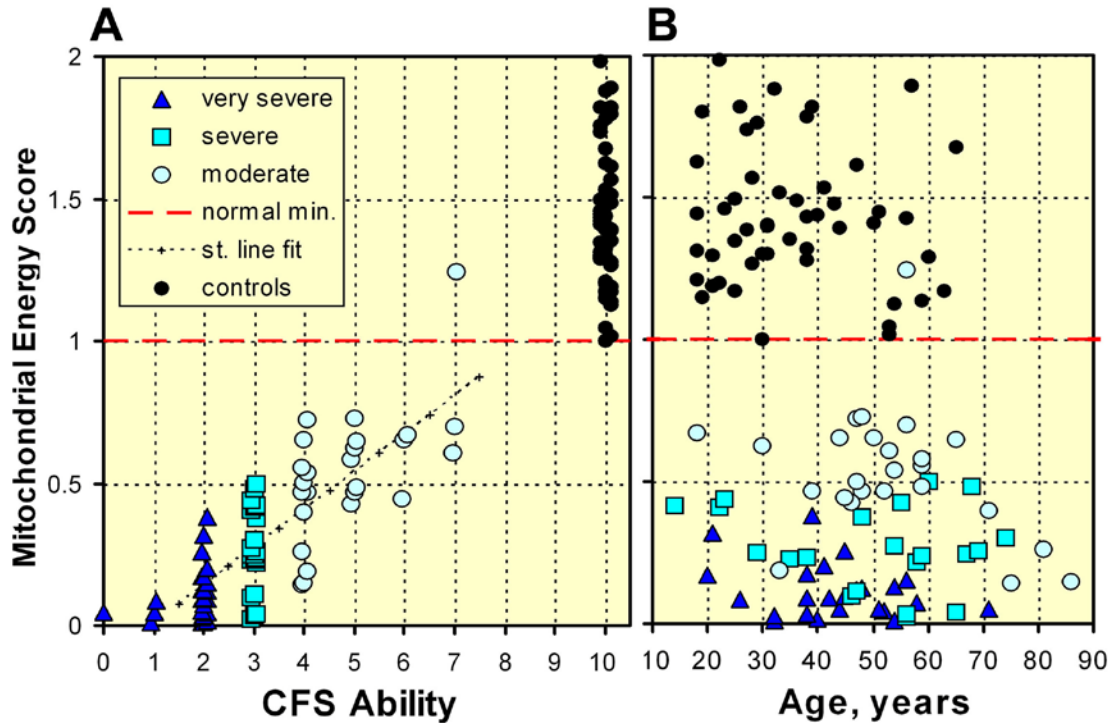 A
B
2
1.5
1
0.5
0
Mitochondrial Energy Score
very severe
severe
moderate
normal min.
st. line fit
controls
0 1 2 3 4 5 6 7 8 9 10
10 20 30 40 50 60 70 80 90
CFS Ability
Age, years